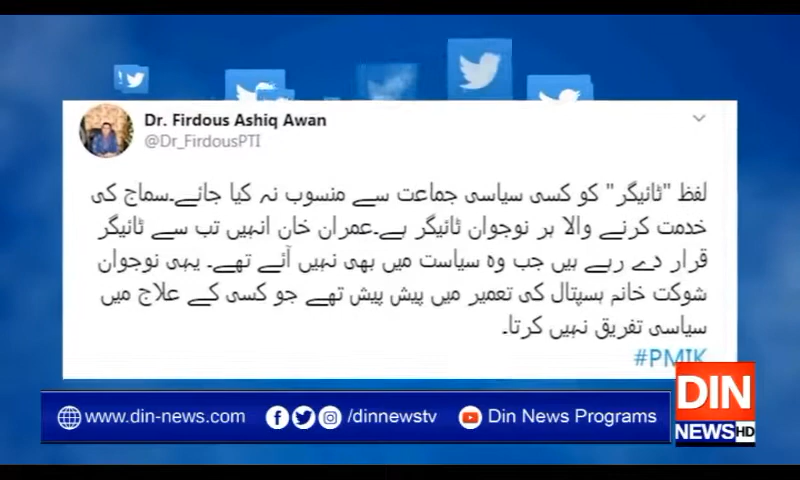 Dr. Firdous Ashiq Awan
@Dr_FirdousPTI
لفظ "ٹائیگر" کو کسی سیاسی جماعت سے منسوب نہ کیا جائے۔سماج کی
خدمت کرنے والا ہر نوجوان ٹائیگر ہے۔عمران خان انہیں تب سے ٹائیگر
قرار دے رہے ہیں جب وہ سیاست میں بھی نہیں آئے تھے۔ یہی نوجوان
شوکت خانم ہسپتال کی تعمیر میں پیش پیش تھے جو کسی کے علاج میں
سیاسی تفریق نہیں کرتا۔
#PMIK
www.din-news.com /dinnewstv Din News Programs
DIN
NEWS HD